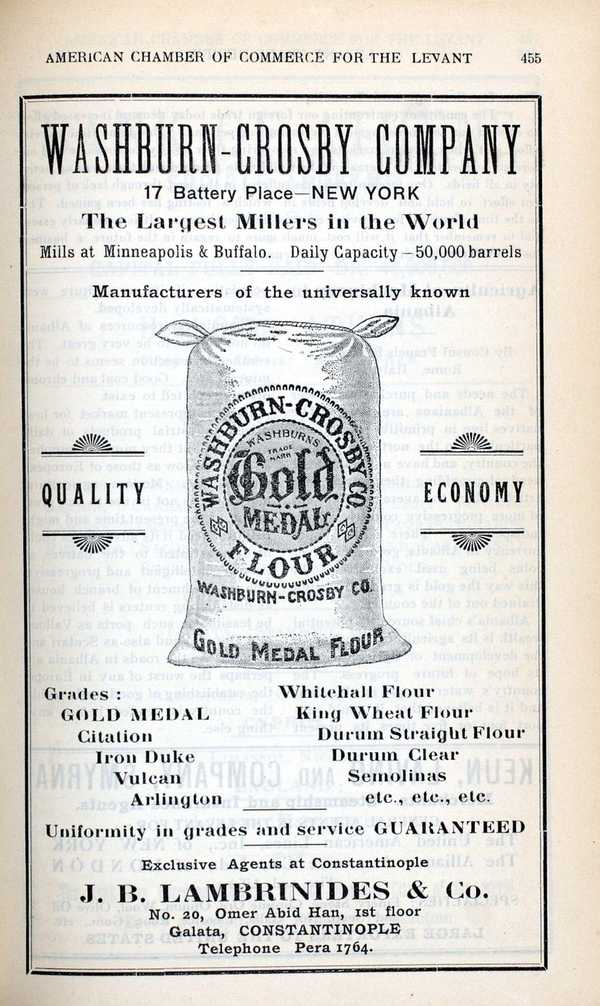 AMERICAN CHAMBER OF COMMERCE FOR THE LEVANT 455
WASHBURN-CROSBY COMPANY
17 Battery Place—NEW YORK
The Largest Millers in the World
Mills at Minneapolis & Buffalo. Daily Capacity – 50,000 barrels
Manufacturers of the universally known
WASHBURN-CROSBY CO
WASHBURN'S
TRADE
MARK
Gold
MEDAL
FLOUR
WASHBURN-CROSBY CO.
GOLD MEDAL FLOUR
QUALITY
ECONOMY
Grades :
GOLD MEDAL
Citation
Iron Duke
Vulcan
Arlington
Whitehall Flour
King Wheat Flour
Durum Straight Flour
Durum Clear
Semolinas
etc., etc., etc.
Uniformity in grades and service GUARANTEED
Exclusive Agents at Constantinople
J. B. LAMBRINIDES & Co.
No. 20, Omer Abid Han, 1st floor
Galata, CONSTANTINOPLE
Telephone Pera 1764.